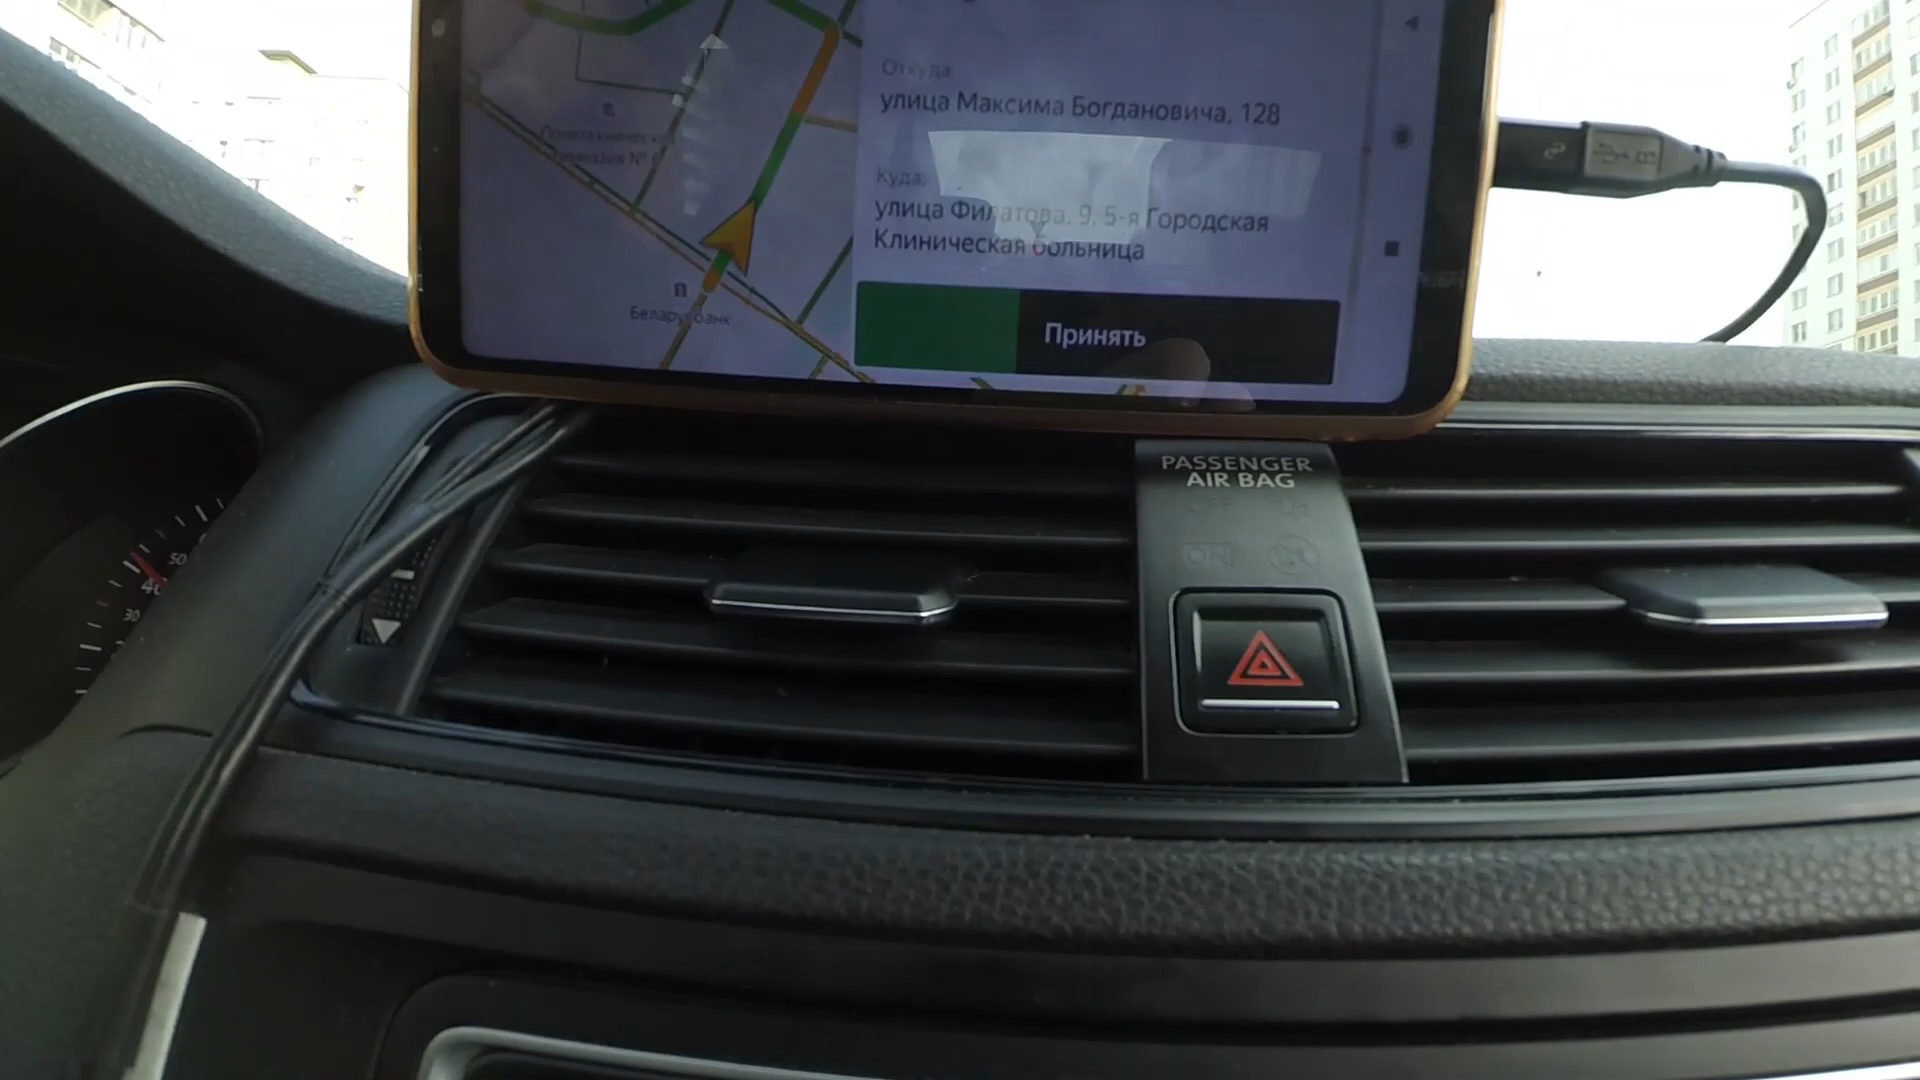 Откуда
улица Максима Богдановича, 128
Куда
улица Филатова, 9, 5-я Городская
Клиническая больница
Принять
Беларусбанк
PASSENGER
AIR BAG
OFF
ON
50
40
30